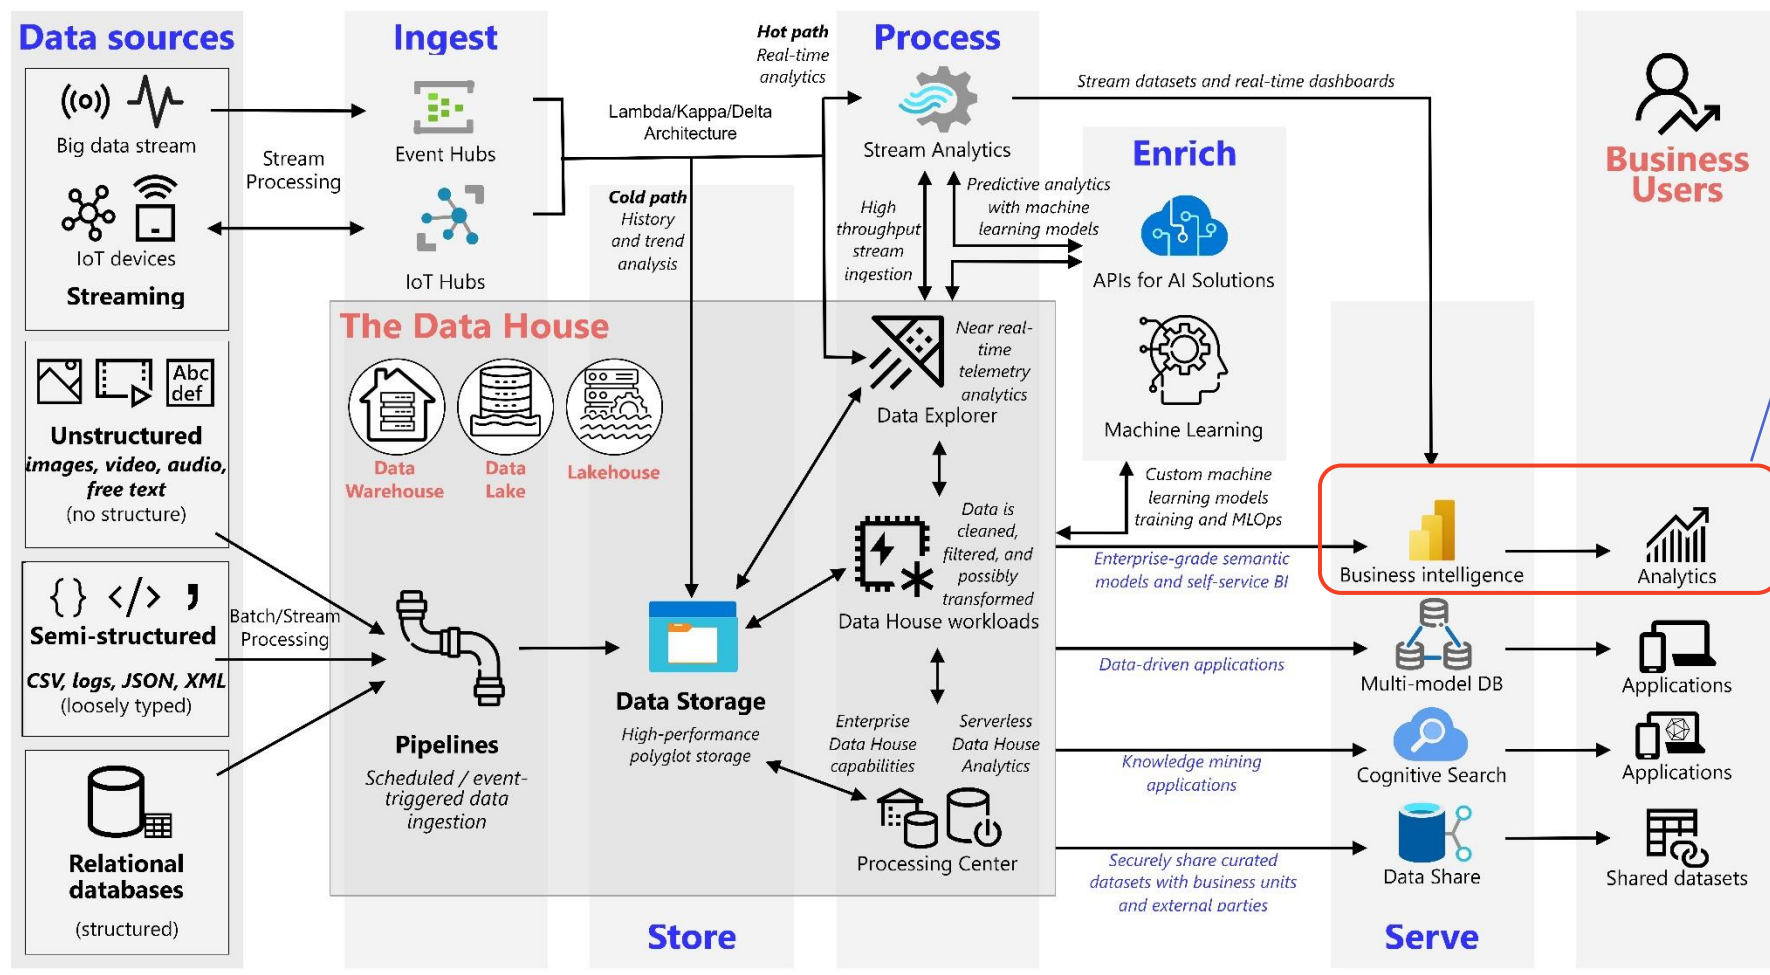 Data sources
Big data stream
IoT devices
Streaming
Abc
def
Unstructured
images, video, audio,
free text
(no structure)
{ } </> ,
Semi-structured
CSV, logs, JSON, XML
(loosely typed)
Relational
databases
(structured)
Stream
Processing
Batch/Stream
Processing
Ingest
Event Hubs
IoT Hubs
Lambda/Kappa/Delta
Architecture
Hot path
Real-time
analytics
Cold path
History
and trend
analysis
The Data House
Data
Warehouse
Data
Lake
Lakehouse
Pipelines
Scheduled / event-
triggered data
ingestion
Data Storage
High-performance
polyglot storage
Store
Process
Stream Analytics
High
throughput
stream
ingestion
Predictive analytics
with machine
learning models
Data Explorer
Near real-
time
telemetry
analytics
Data is
cleaned,
filtered, and
possibly
transformed
Data House workloads
Enterprise
Data House
capabilities
Serverless
Data House
Analytics
Processing Center
Stream datasets and real-time dashboards
Enrich
APIs for AI Solutions
Machine Learning
Custom machine
learning models
training and MLOps
Enterprise-grade semantic
models and self-service BI
Data-driven applications
Knowledge mining
applications
Securely share curated
datasets with business units
and external parties
Business intelligence
Multi-model DB
Cognitive Search
Data Share
Serve
Business
Users
Analytics
Applications
Applications
Shared datasets